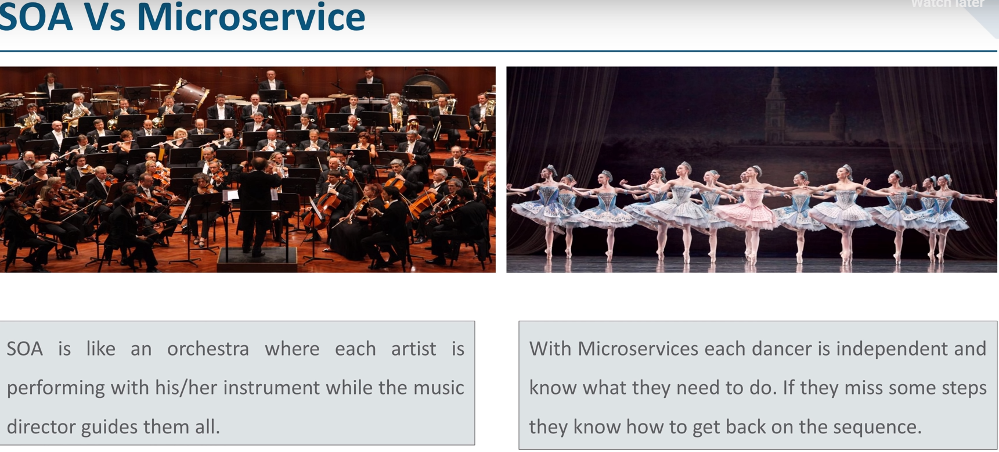 Watch later
SOA Vs Microservice
SOA is like an orchestra where each artist is
performing with his/her instrument while the music
director guides them all.
With Microservices each dancer is independent and
know what they need to do. If they miss some steps
they know how to get back on the sequence.